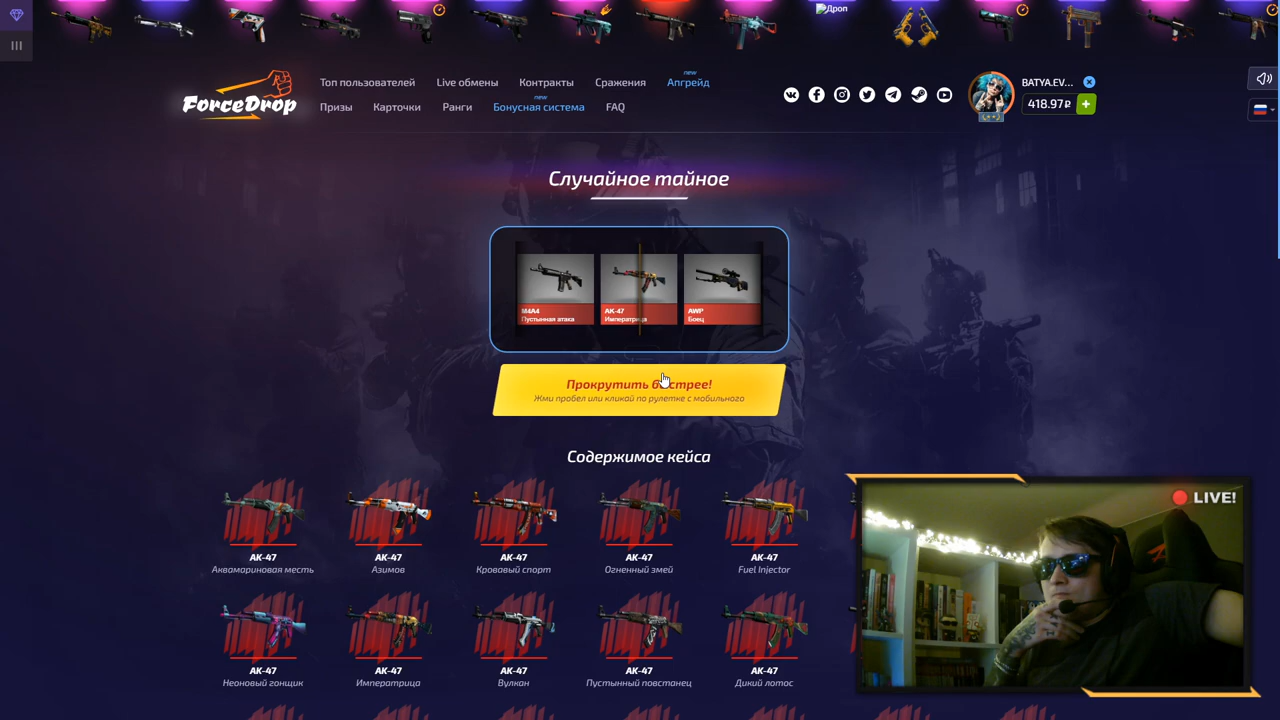 Дроп
ForceDrop
Топ пользователей
Live обмены
Контракты
Сражения
new
Апгрейд
Призы
Карточки
Ранги
new
Бонусная система
FAQ
BATYA.EV...
418.97₽
+
Случайное тайное
M4A4
Пустынная атака
AK-47
Императрица
AWP
Боец
Прокрутить быстрее!
Жми пробел или кликай по рулетке с мобильного
Содержимое кейса
AK-47
Аквамариновая месть
AK-47
Азимов
AK-47
Кровавый спорт
AK-47
Огненный змей
AK-47
Fuel Injector
LIVE!
AK-47
Неоновый гонщик
AK-47
Императрица
AK-47
Вулкан
AK-47
Пустынный повстанец
AK-47
Дикий лотос